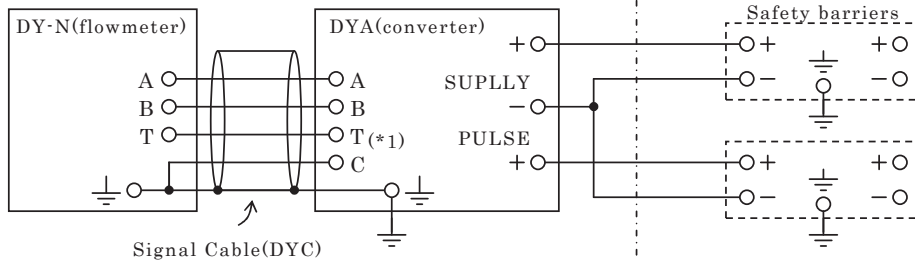 DY-N(flowmeter)
DYA(converter)
Safety barriers
+
+
+
A
A
SUPLLY
−
−
B
B
−
T
T (*1)
PULSE
C
+
+
+
−
−
Signal Cable(DYC)